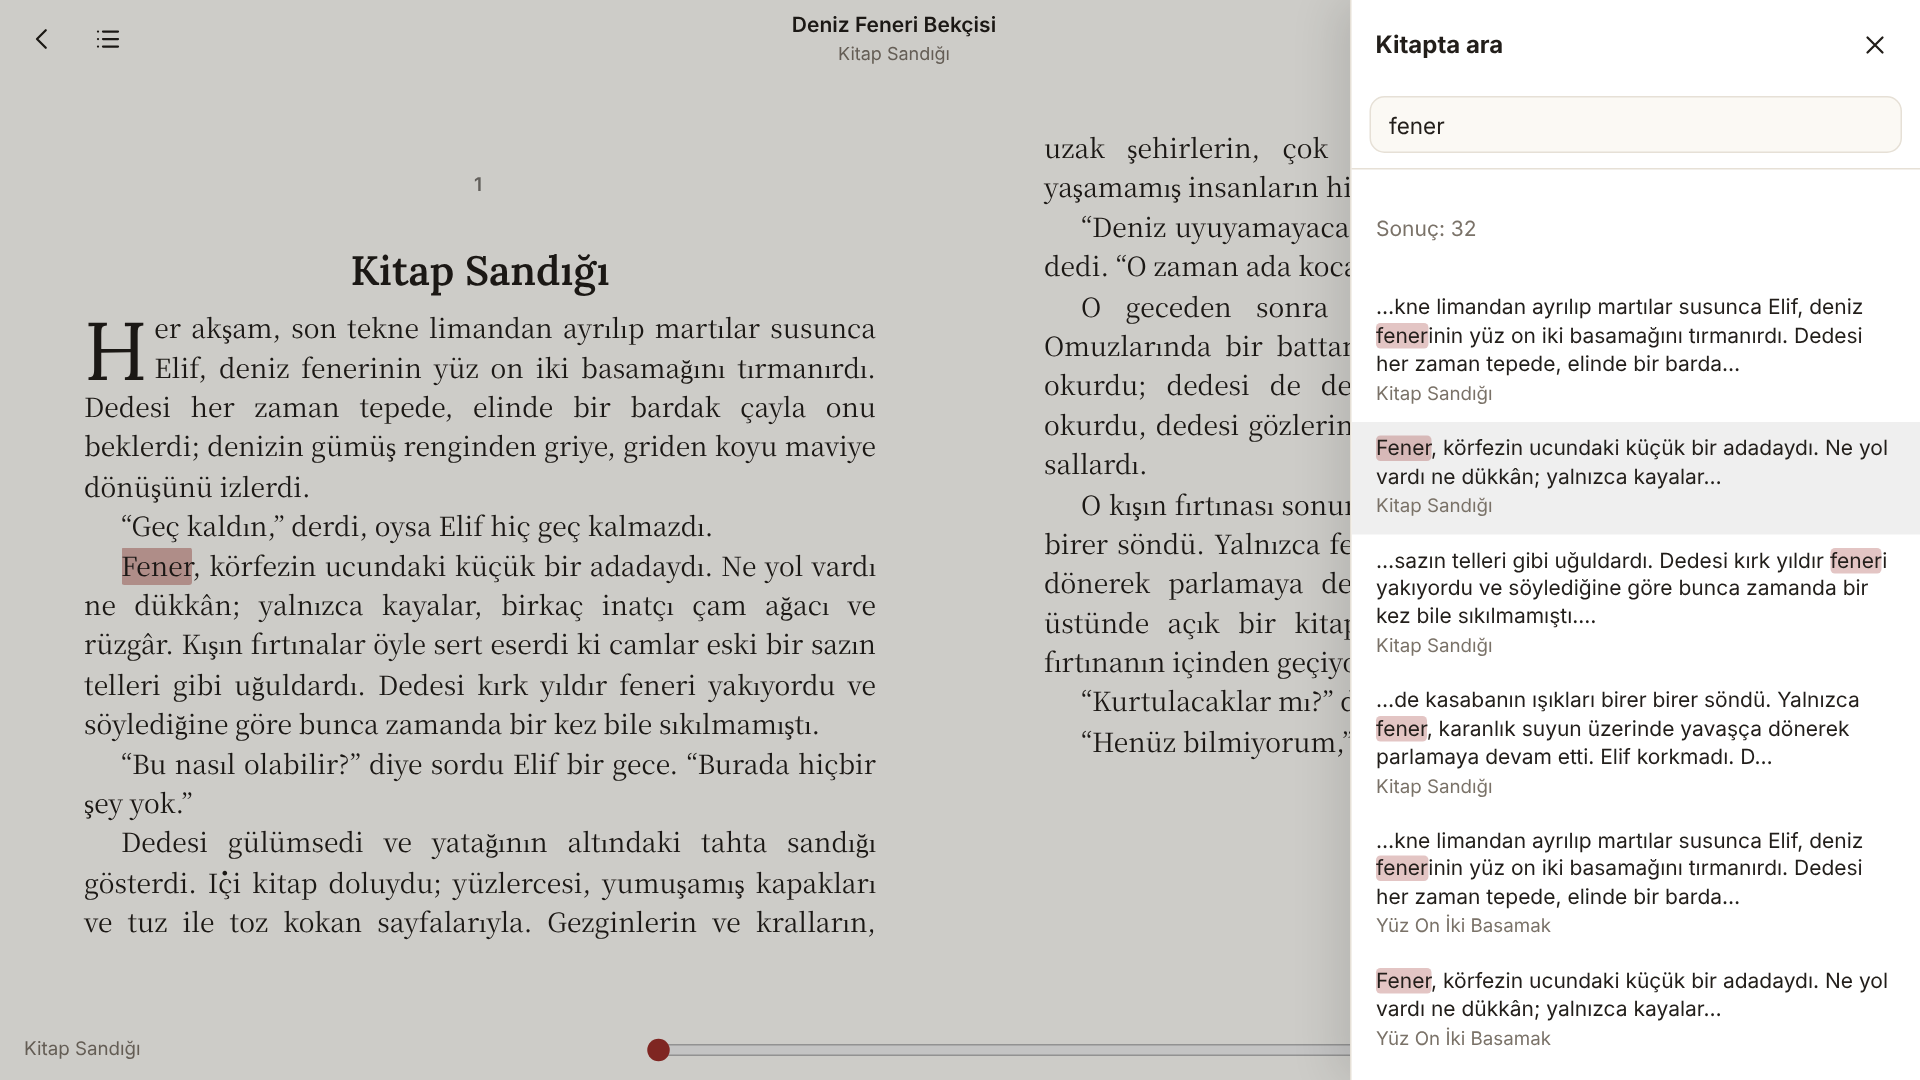 Deniz Feneri Bekçisi
Kitap Sandığı
1
Kitap Sandığı
Her akşam, son tekne limandan ayrılıp martılar susunca
Elif, deniz fenerinin yüz on iki basamağını tırmanırdı.
Dedesi her zaman tepede, elinde bir bardak çayla onu
beklerdi; denizin gümüş renginden griye, griden koyu maviye
dönüşünü izlerdi.
“Geç kaldın,” derdi, oysa Elif hiç geç kalmazdı.
Fener, körfezin ucundaki küçük bir adadaydı. Ne yol vardı
ne dükkân; yalnızca kayalar, birkaç inatçı çam ağacı ve
rüzgâr. Kışın fırtınalar öyle sert eserdi ki camlar eski bir sazın
telleri gibi uğuldardı. Dedesi kırk yıldır feneri yakıyordu ve
söylediğine göre bunca zamanda bir kez bile sıkılmamıştı.
“Bu nasıl olabilir?” diye sordu Elif bir gece. “Burada hiçbir
şey yok.”
Dedesi gülümsedi ve yatağının altındaki tahta sandığı
gösterdi. İçi kitap doluydu; yüzlercesi, yumuşamış kapakları
ve tuz ile toz kokan sayfalarıyla. Gezginlerin ve kralların,
uzak şehirlerin, çok
yaşamamış insanların hi
“Deniz uyuyamayaca
dedi. “O zaman ada koca
O geceden sonra
Omuzlarında bir battan
okurdu; dedesi de de
okurdu, dedesi gözlerin
sallardı.
O kışın fırtınası sonun
birer söndü. Yalnızca fe
dönerek parlamaya de
üstünde açık bir kitap
fırtınanın içinden geçiyo
“Kurtulacaklar mı?” d
“Henüz bilmiyorum,”
Kitap Sandığı
Kitapta ara
fener
Sonuç: 32
...kne limandan ayrılıp martılar susunca Elif, deniz
fenerinin yüz on iki basamağını tırmanırdı. Dedesi
her zaman tepede, elinde bir barda...
Kitap Sandığı
Fener, körfezin ucundaki küçük bir adadaydı. Ne yol
vardı ne dükkân; yalnızca kayalar...
Kitap Sandığı
...sazın telleri gibi uğuldardı. Dedesi kırk yıldır feneri
yakıyordu ve söylediğine göre bunca zamanda bir
kez bile sıkılmamıştı....
Kitap Sandığı
...de kasabanın ışıkları birer birer söndü. Yalnızca
fener, karanlık suyun üzerinde yavaşça dönerek
parlamaya devam etti. Elif korkmadı. D...
Kitap Sandığı
...kne limandan ayrılıp martılar susunca Elif, deniz
fenerinin yüz on iki basamağını tırmanırdı. Dedesi
her zaman tepede, elinde bir barda...
Yüz On İki Basamak
Fener, körfezin ucundaki küçük bir adadaydı. Ne yol
vardı ne dükkân; yalnızca kayalar...
Yüz On İki Basamak